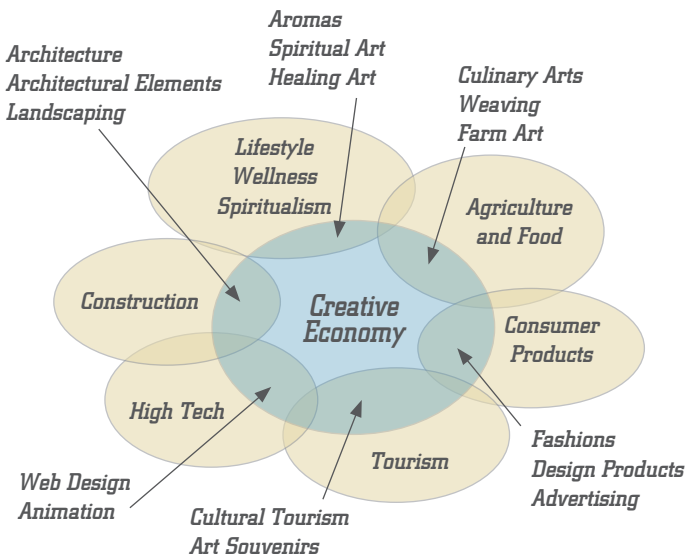 Aromas
Spiritual Art
Healing Art
Architecture
Architectural Elements
Landscaping
Culinary Arts
Weaving
Farm Art
Lifestyle
Wellness
Spiritualism
Agriculture
and Food
Construction
Creative
Economy
Consumer
Products
High Tech
Tourism
Fashions
Design Products
Advertising
Web Design
Animation
Cultural Tourism
Art Souvenirs